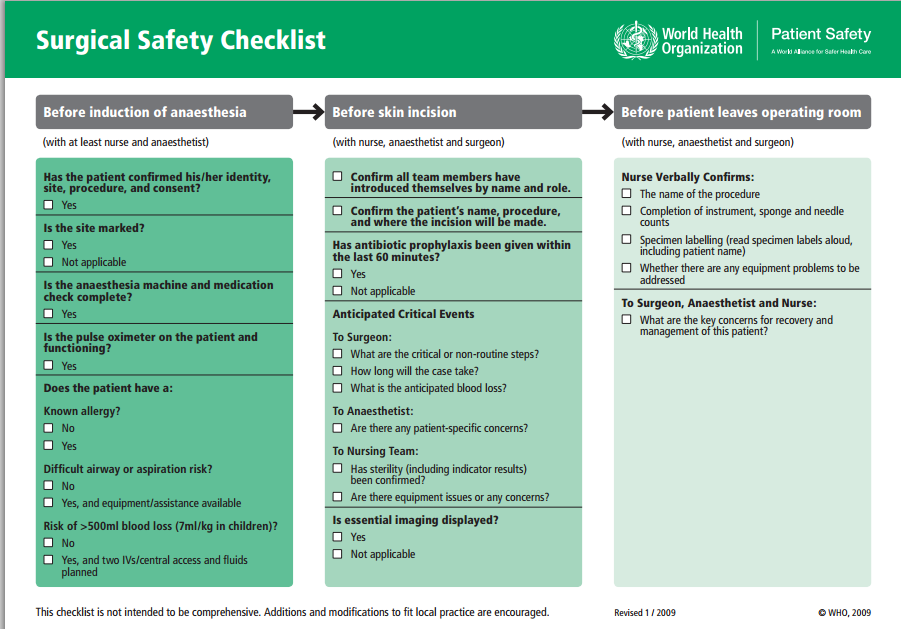 Surgical Safety Checklist
World Health
Organization
Patient Safety
A World Alliance for Safer Health Care
Before induction of anaesthesia
(with at least nurse and anaesthetist)
Has the patient confirmed his/her identity,
site, procedure, and consent?
Yes
Is the site marked?
Yes
Not applicable
Is the anaesthesia machine and medication
check complete?
Yes
Is the pulse oximeter on the patient and
functioning?
Yes
Does the patient have a:
Known allergy?
No
Yes
Difficult airway or aspiration risk?
No
Yes, and equipment/assistance available
Risk of >500ml blood loss (7ml/kg in children)?
No
Yes, and two IVs/central access and fluids
planned
Before skin incision
(with nurse, anaesthetist and surgeon)
Confirm all team members have
introduced themselves by name and role.
Confirm the patient's name, procedure,
and where the incision will be made.
Has antibiotic prophylaxis been given within
the last 60 minutes?
Yes
Not applicable
Anticipated Critical Events
To Surgeon:
What are the critical or non-routine steps?
How long will the case take?
What is the anticipated blood loss?
To Anaesthetist:
Are there any patient-specific concerns?
To Nursing Team:
Has sterility (including indicator results)
been confirmed?
Are there equipment issues or any concerns?
Is essential imaging displayed?
Yes
Not applicable
Before patient leaves operating room
(with nurse, anaesthetist and surgeon)
Nurse Verbally Confirms:
The name of the procedure
Completion of instrument, sponge and needle
counts
Specimen labelling (read specimen labels aloud,
including patient name)
Whether there are any equipment problems to be
addressed
To Surgeon, Anaesthetist and Nurse:
What are the key concerns for recovery and
management of this patient?
This checklist is not intended to be comprehensive. Additions and modifications to fit local practice are encouraged.
Revised 1 / 2009
© WHO, 2009